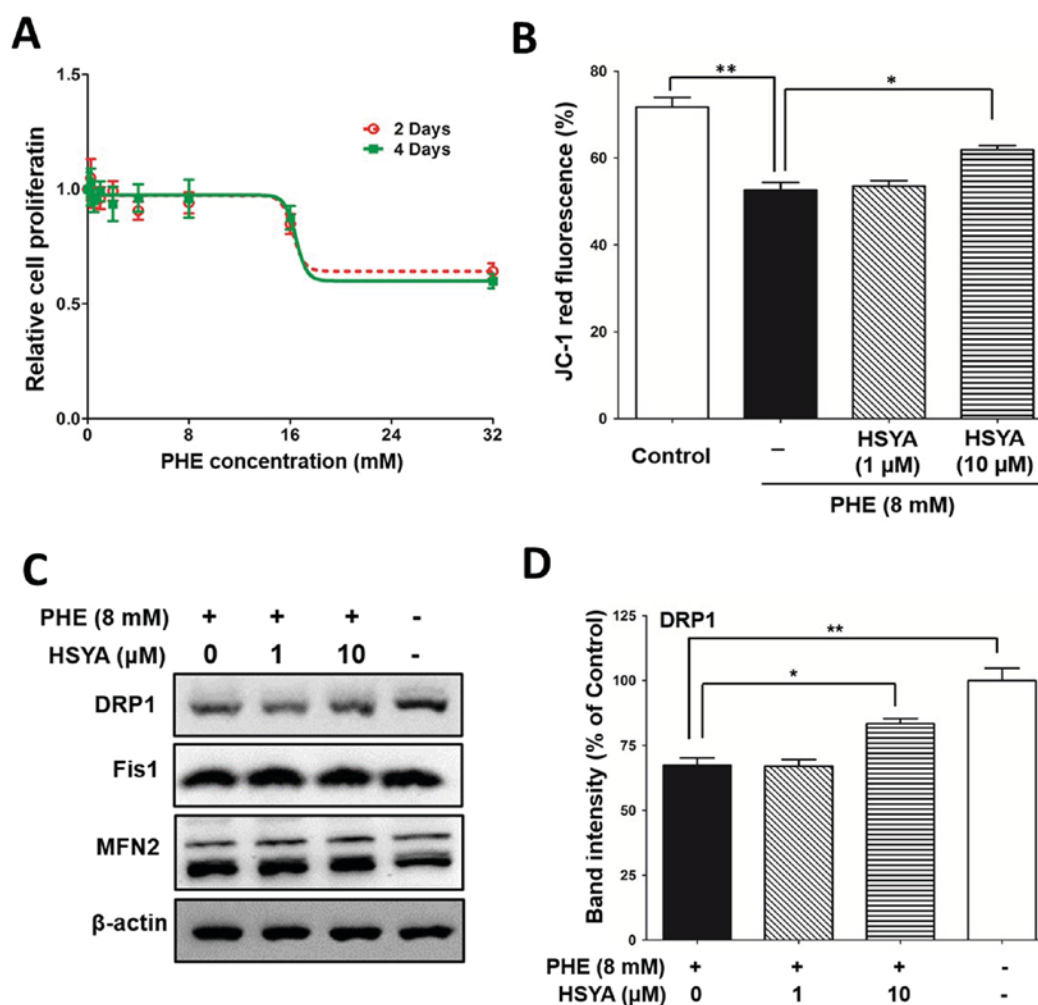 A
Relative cell proliferatin
1.5
1.0
0.5
0.0
2 Days
4 Days
0 8 16 24 32
PHE concentration (mM)
B
JC-1 red fluorescence (%)
80
60
40
20
0
** *
Control – HSYA (1 µM) HSYA (10 µM)
PHE (8 mM)
C
PHE (8 mM) + + + -
HSYA (µM) 0 1 10 -
DRP1
Fis1
MFN2
β-actin
D
Band intensity (% of Control)
125
100
75
50
25
0
DRP1
**
*
PHE (8 mM) + + + -
HSYA (µM) 0 1 10 -